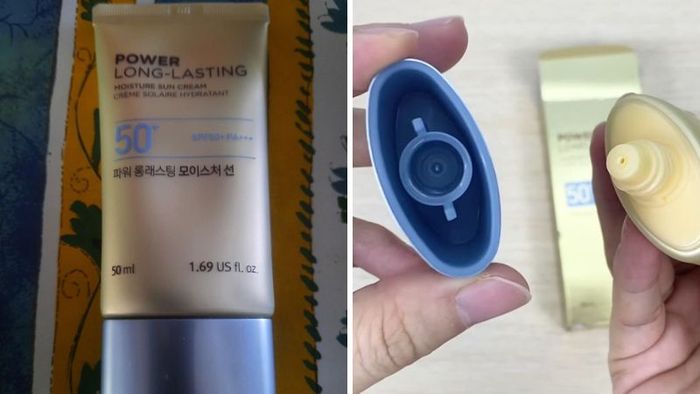 POWER
LONG-LASTING
MOISTURE SUN CREAM
CRÈME SOLAIRE HYDRATANT
50+ SPF50+ PA+++
파워 롱래스팅 모이스처 선
50 ml 1.69 US fl. oz.
POWER
50